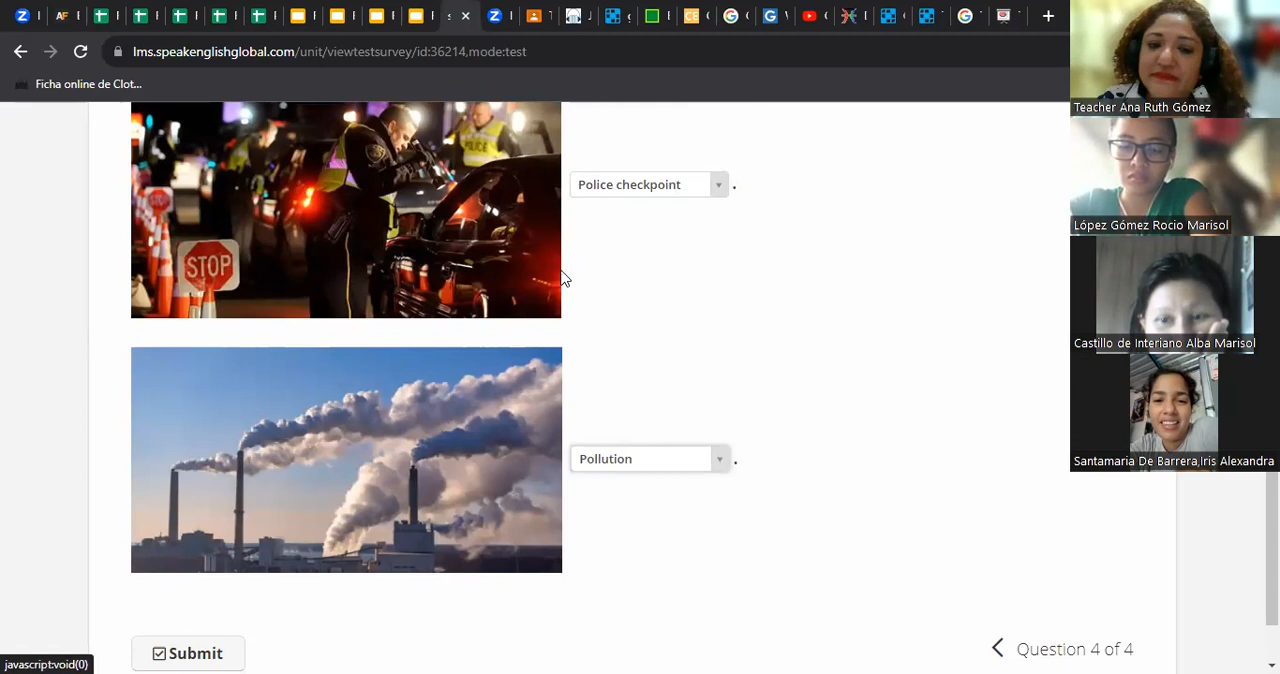 lms.speakenglishglobal.com/unit/viewtestsurvey/id:36214,mode:test
Ficha online de Clot...
POLICE
STOP
Police checkpoint
.
Pollution
.
Submit
Question 4 of 4
javascript:void(0)
Teacher Ana Ruth Gómez
López Gómez Rocio Marisol
Castillo de Interiano Alba Marisol
Santamaria De Barrera,Iris Alexandra